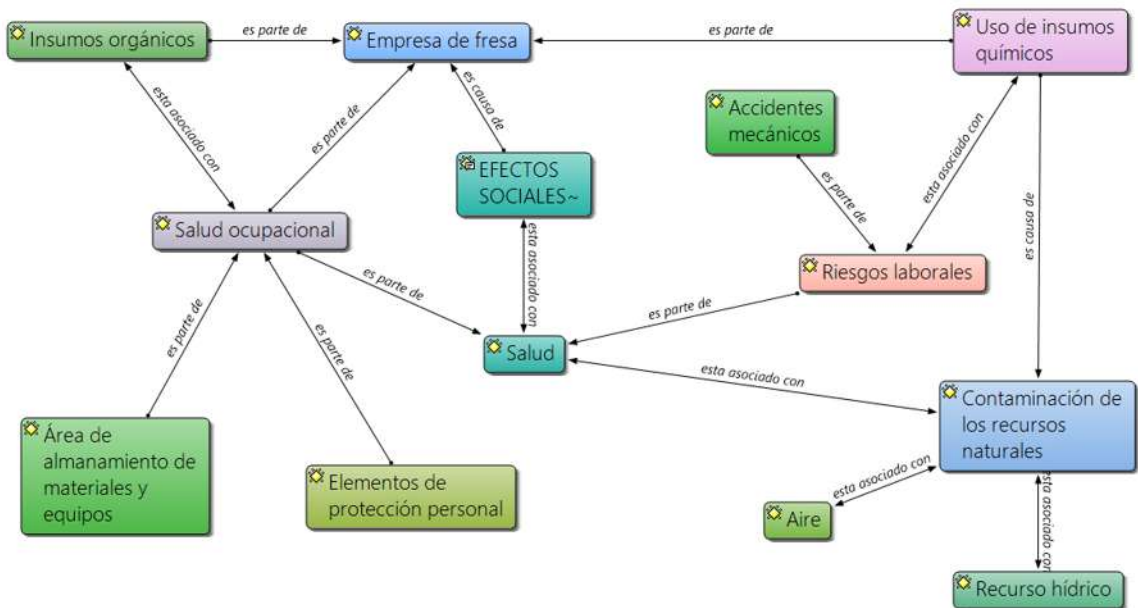 Insumos orgánicos
es parte de
Empresa de fresa
es parte de
Uso de insumos
químicos
esta asociado con
es parte de
es causa de
Accidentes
mecánicos
esta asociado con
es causa de
EFECTOS
SOCIALES~
es parte de
Salud ocupacional
esta asociado con
Riesgos laborales
es parte de
es parte de
es parte de
es parte de
Salud
esta asociado con
Contaminación de
los recursos
naturales
Área de
almanamiento de
materiales y
equipos
Elementos de
protección personal
esta asociado con
Aire
esta asociado con
Recurso hídrico